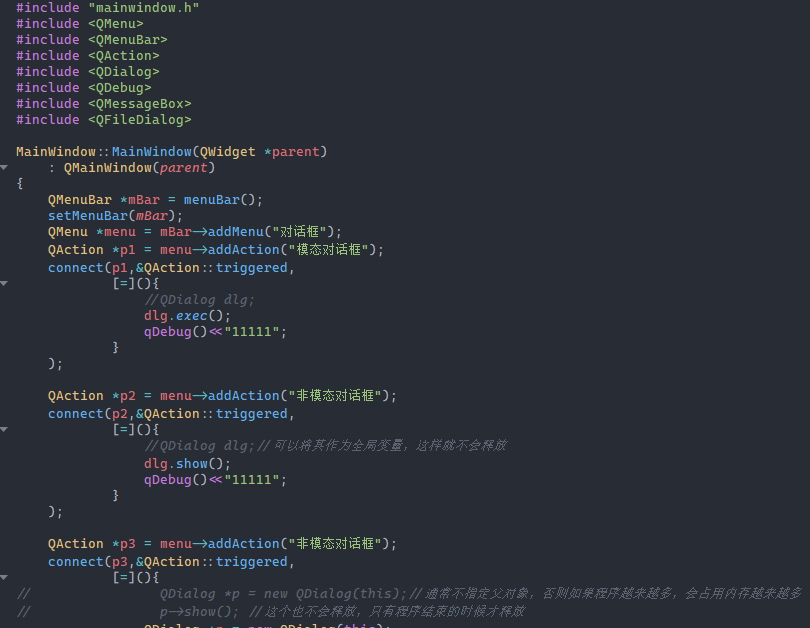 #include "mainwindow.h"
#include <QMenu>
#include <QMenuBar>
#include <QAction>
#include <QDialog>
#include <QDebug>
#include <QMessageBox>
#include <QFileDialog>
MainWindow::MainWindow(QWidget *parent)
    : QMainWindow(parent)
{
    QMenuBar *mBar = menuBar();
    setMenuBar(mBar);
    QMenu *menu = mBar->addMenu("对话框");
    QAction *p1 = menu->addAction("模态对话框");
    connect(p1,&QAction::triggered,
            [=](){
                //QDialog dlg;
                dlg.exec();
                qDebug()<<"11111";
            }
    );
    QAction *p2 = menu->addAction("非模态对话框");
    connect(p2,&QAction::triggered,
            [=](){
                //QDialog dlg;//可以将其作为全局变量，这样就不会释放
                dlg.show();
                qDebug()<<"11111";
            }
    );
    QAction *p3 = menu->addAction("非模态对话框");
    connect(p3,&QAction::triggered,
            [=](){
//                QDialog *p = new QDialog(this);//通常不指定义对象，否则如果程序越来越多，会占用内存越来越多
//                p->show(); //这个也不会释放，只有程序结束的时候才释放
                QDialog *p = new QDialog(this);